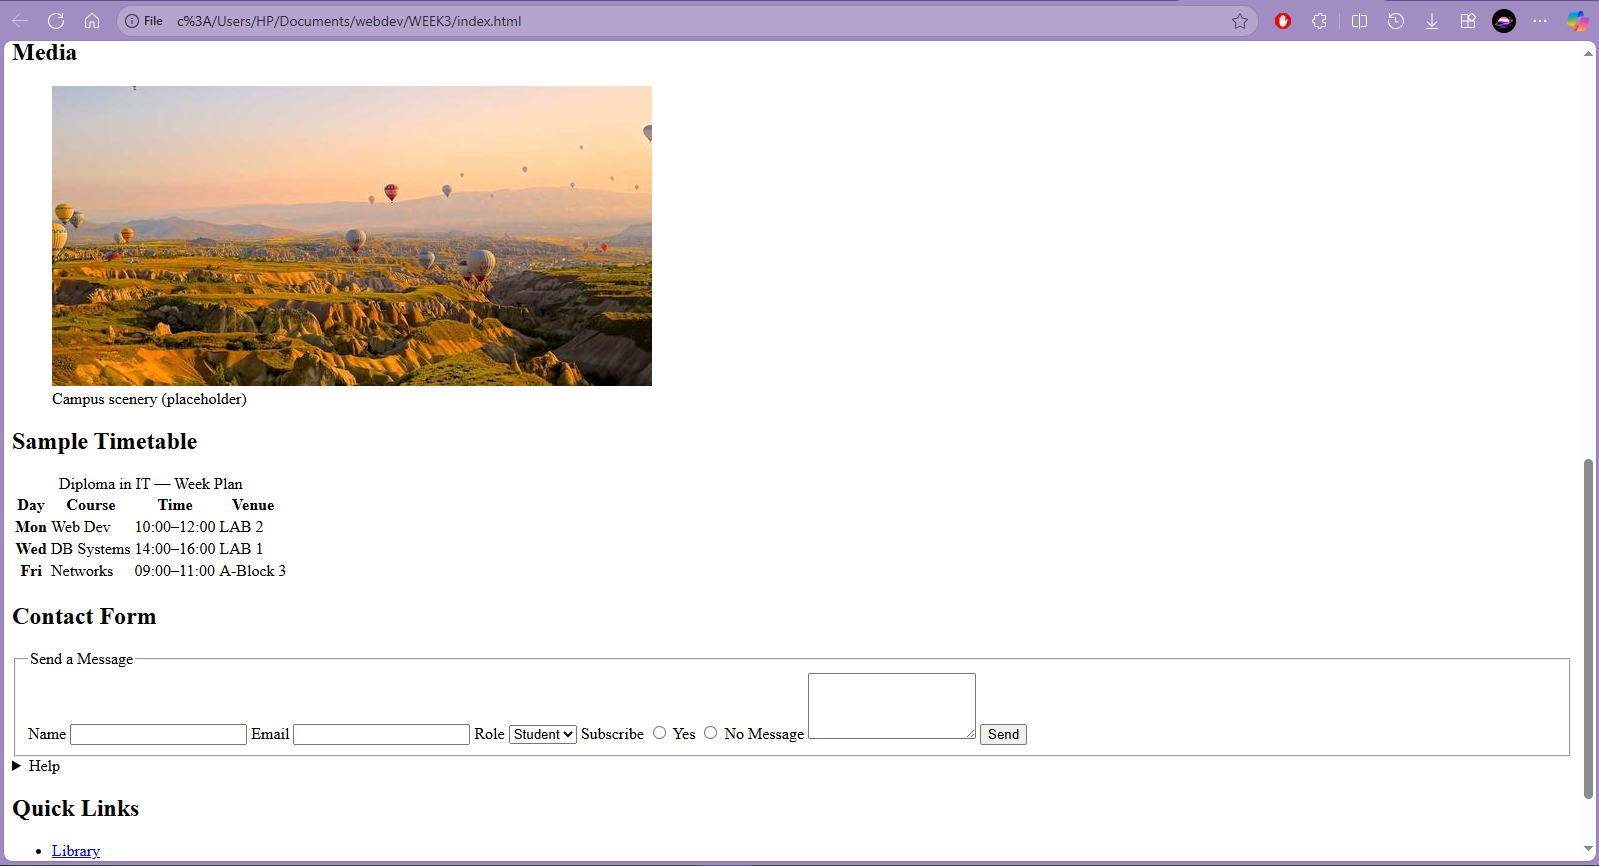 File c%3A/Users/HP/Documents/webdev/WEEK3/index.html
Media
Campus scenery (placeholder)
Sample Timetable
Diploma in IT — Week Plan
Day Course Time Venue
Mon Web Dev 10:00–12:00 LAB 2
Wed DB Systems 14:00–16:00 LAB 1
Fri Networks 09:00–11:00 A-Block 3
Contact Form
Send a Message
Name Email Role Student Subscribe Yes No Message Send
Help
Quick Links
Library